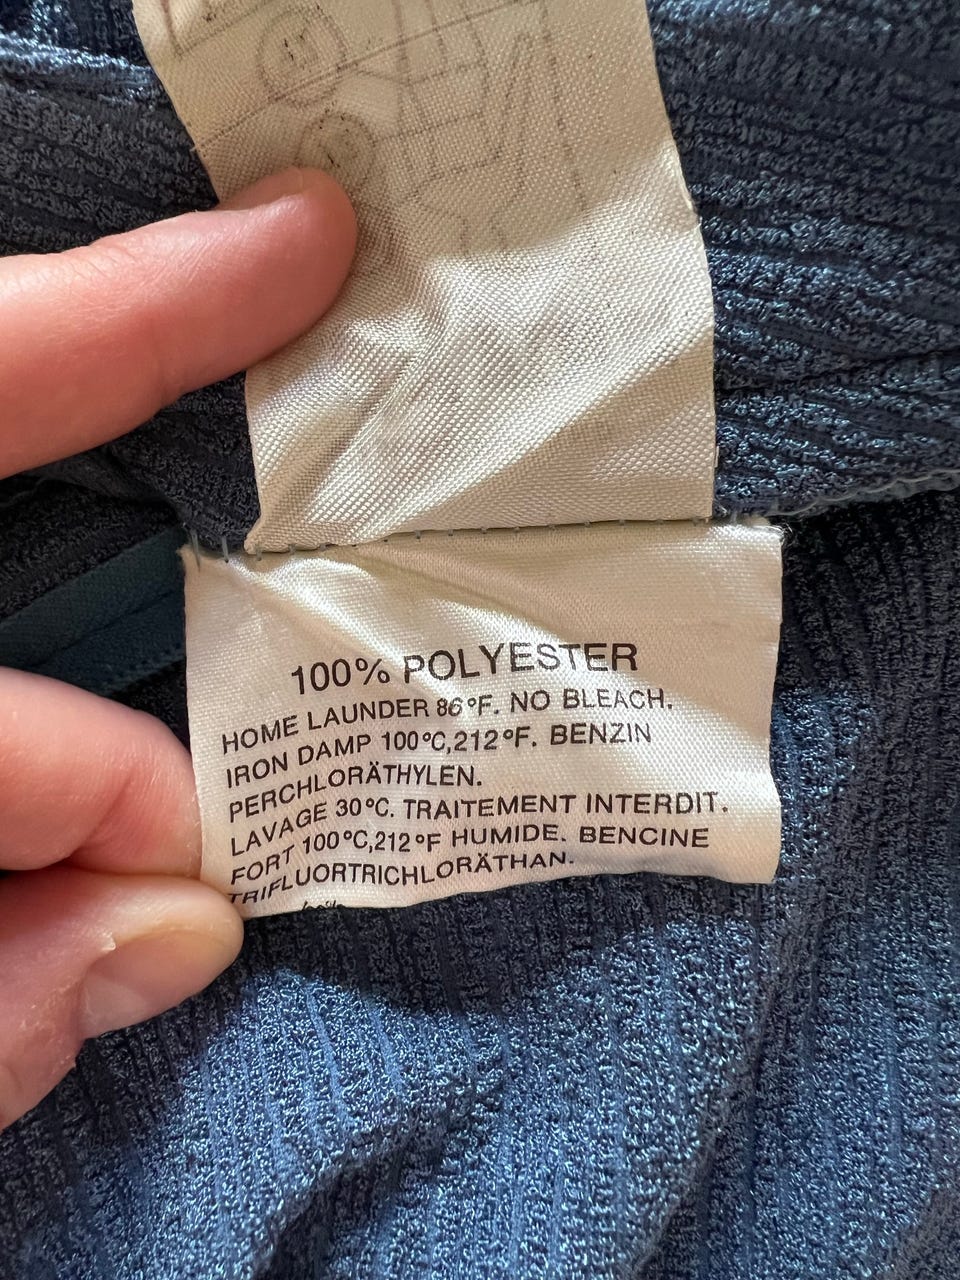 100% POLYESTER
HOME LAUNDER 86°F. NO BLEACH.
IRON DAMP 100°C,212°F. BENZIN
PERCHLORÄTHYLEN.
LAVAGE 30°C. TRAITEMENT INTERDIT.
FORT 100°C,212°F HUMIDE. BENCINE
TRIFLUORTRICHLORÄTHAN.